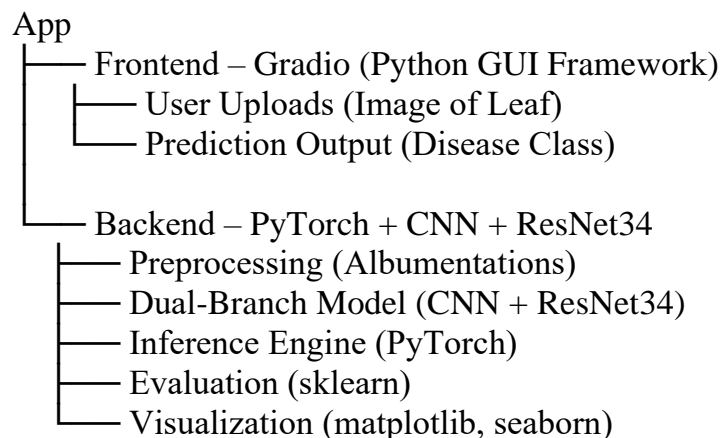 App
Frontend – Gradio (Python GUI Framework)
User Uploads (Image of Leaf)
Prediction Output (Disease Class)
Backend – PyTorch + CNN + ResNet34
Preprocessing (Albumentations)
Dual-Branch Model (CNN + ResNet34)
Inference Engine (PyTorch)
Evaluation (sklearn)
Visualization (matplotlib, seaborn)